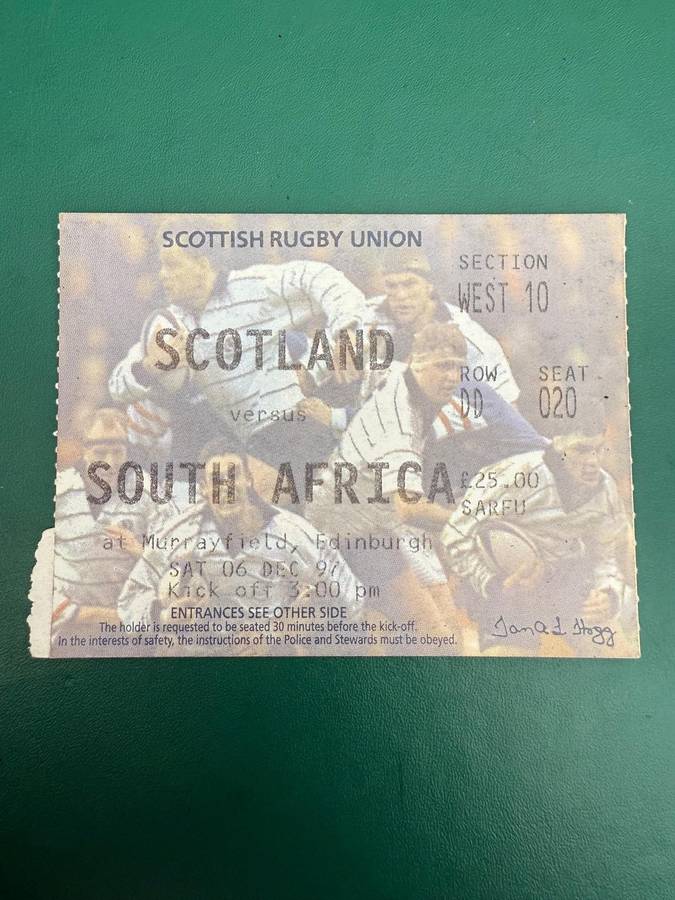 SCOTTISH RUGBY UNION
SECTION
WEST 10
SCOTLAND
ROW SEAT
DD 020
versus
SOUTH AFRICA
£25.00
SARFU
at Murrayfield, Edinburgh
SAT 06 DEC 97
Kick off 3:00 pm
ENTRANCES SEE OTHER SIDE
The holder is requested to be seated 30 minutes before the kick-off.
In the interests of safety, the instructions of the Police and Stewards must be obeyed.
Ian A L Hogg